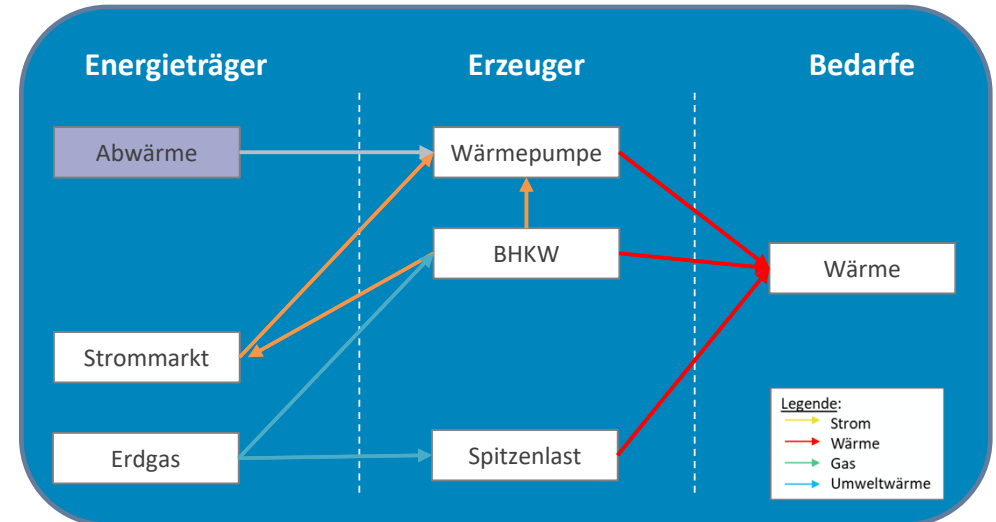 Energieträger
Erzeuger
Bedarfe
Abwärme
Wärmepumpe
BHKW
Wärme
Strommarkt
Erdgas
Spitzenlast
Legende:
Strom
Wärme
Gas
Umweltwärme